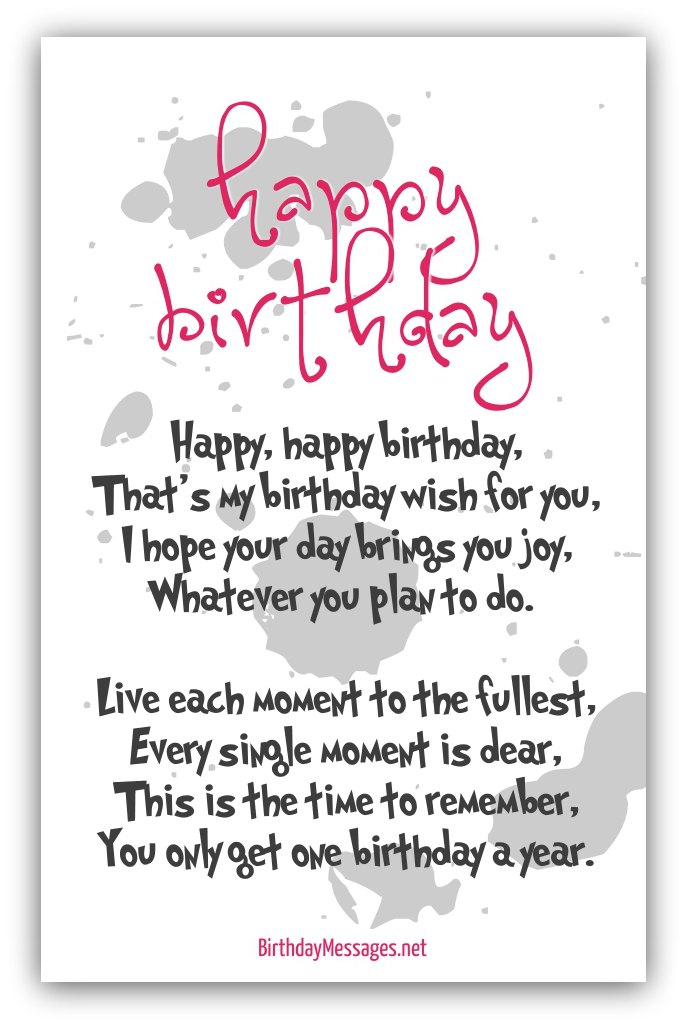 happy
birthday
Happy, happy birthday,
That's my birthday wish for you,
I hope your day brings you joy,
Whatever you plan to do.
Live each moment to the fullest,
Every single moment is dear,
This is the time to remember,
You only get one birthday a year.
BirthdayMessages.net